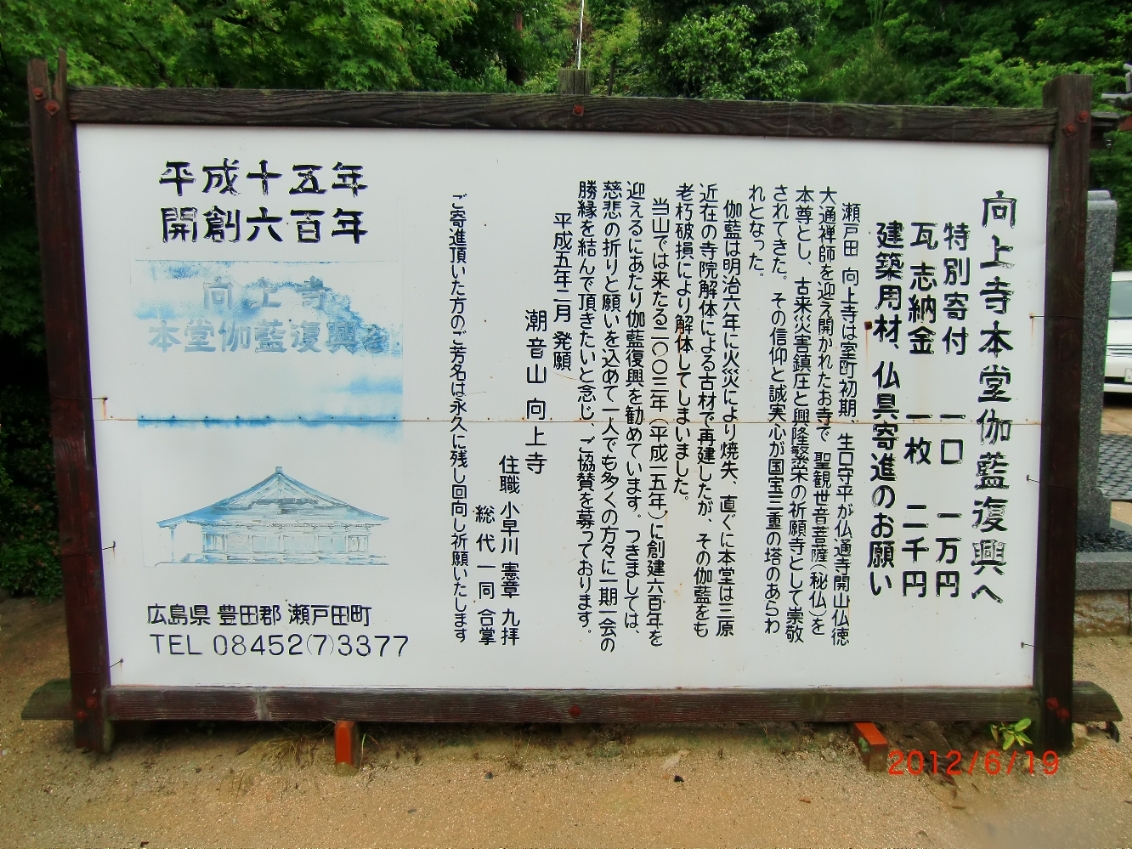 向上寺本堂伽藍復興へ
特別寄付 一口 一万円
瓦志納金 一枚 二千円
建築用材、仏具寄進のお願い
瀬戸田 向上寺は室町初期 生口守平が仏通寺開山仏徳
大通禅師を迎え開かれたお寺で 聖観世音菩薩(秘仏)を
本尊とし、古来災害鎮圧と興隆繁栄の祈願寺として崇敬
されてきた。その信仰と誠実心が国宝三重の塔のあらわ
れとなった。
伽藍は明治六年に火災により焼失、直ぐに本堂は三原
近在の寺院解体による古材で再建したが、その伽藍をも
老朽破損により解体してしまいました。
当山では来たる二〇〇三年(平成一五年)に創建六百年を
迎えるにあたり伽藍復興を勧めています。つきましては、
慈悲の折りと願いを込めて一人でも多くの方々に一期一会の
勝縁を結んで頂きたいと念じ、ご協賛を募っております。
平成五年二月 発願
潮音山 向上寺
住職 小早川 憲章 九拝
総代一同 合掌
ご寄進頂いた方のご芳名は永久に残し回向し祈願いたします
平成十五年
開創六百年
向上寺
本堂伽藍復興を
広島県 豊田郡 瀬戸田町
TEL 08452(7)3377
2012/6/19